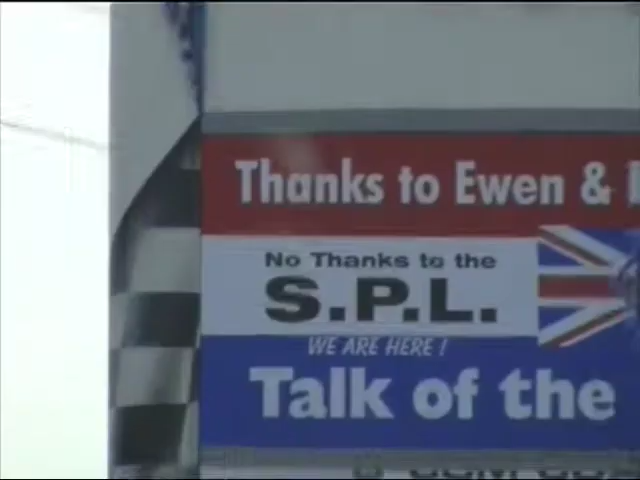 Thanks to Ewen &
No Thanks to the
S.P.L.
WE ARE HERE !
Talk of the